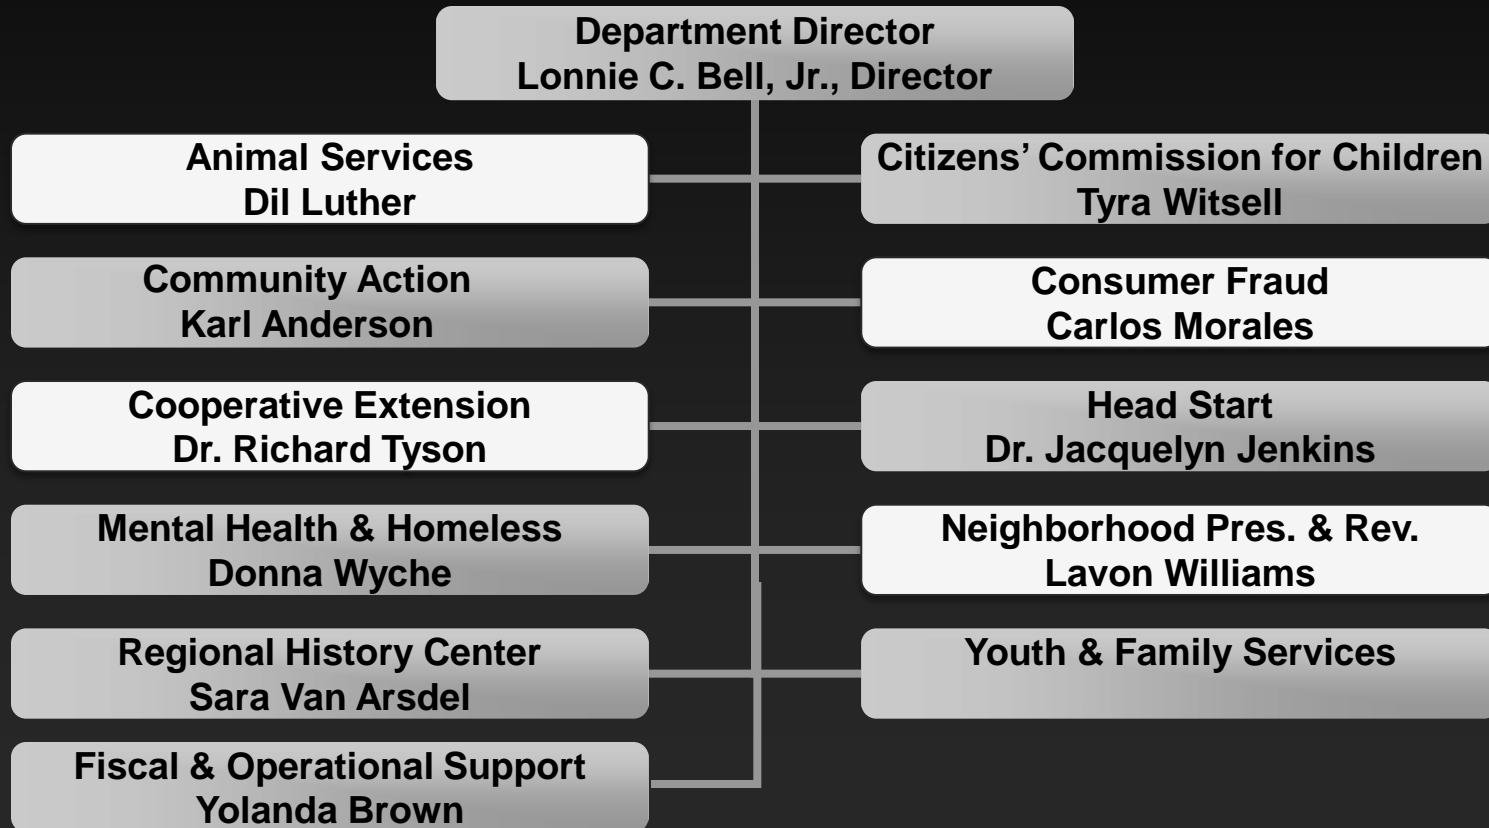 Department Director
Lonnie C. Bell, Jr., Director
Animal Services
Dil Luther
Citizens’ Commission for Children
Tyra Witsell
Community Action
Karl Anderson
Consumer Fraud
Carlos Morales
Cooperative Extension
Dr. Richard Tyson
Head Start
Dr. Jacquelyn Jenkins
Mental Health & Homeless
Donna Wyche
Neighborhood Pres. & Rev.
Lavon Williams
Regional History Center
Sara Van Arsdel
Youth & Family Services
Fiscal & Operational Support
Yolanda Brown